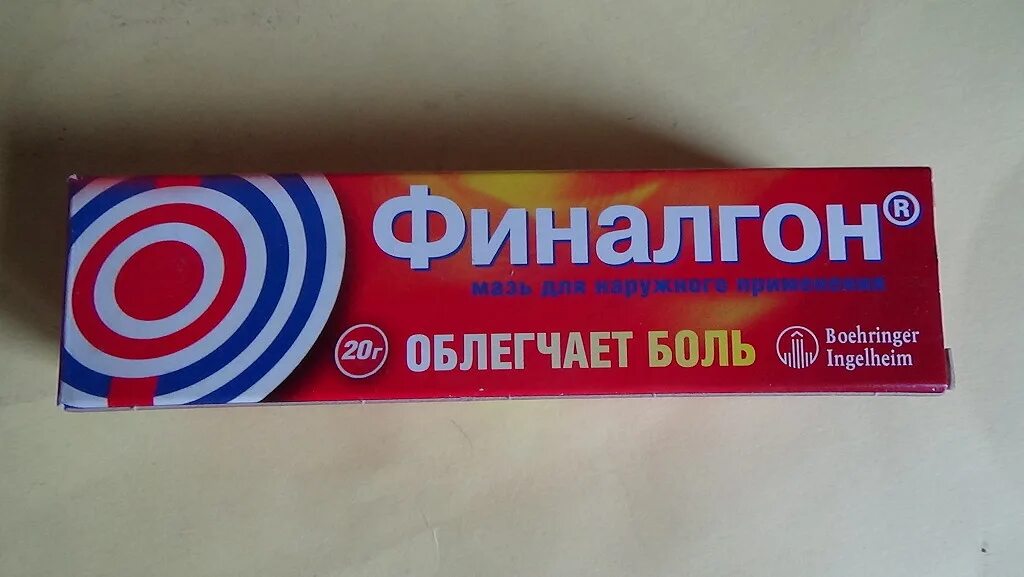 Финалгон®
мазь для наружного применения
20г
ОБЛЕГЧАЕТ БОЛЬ
Boehringer
Ingelheim